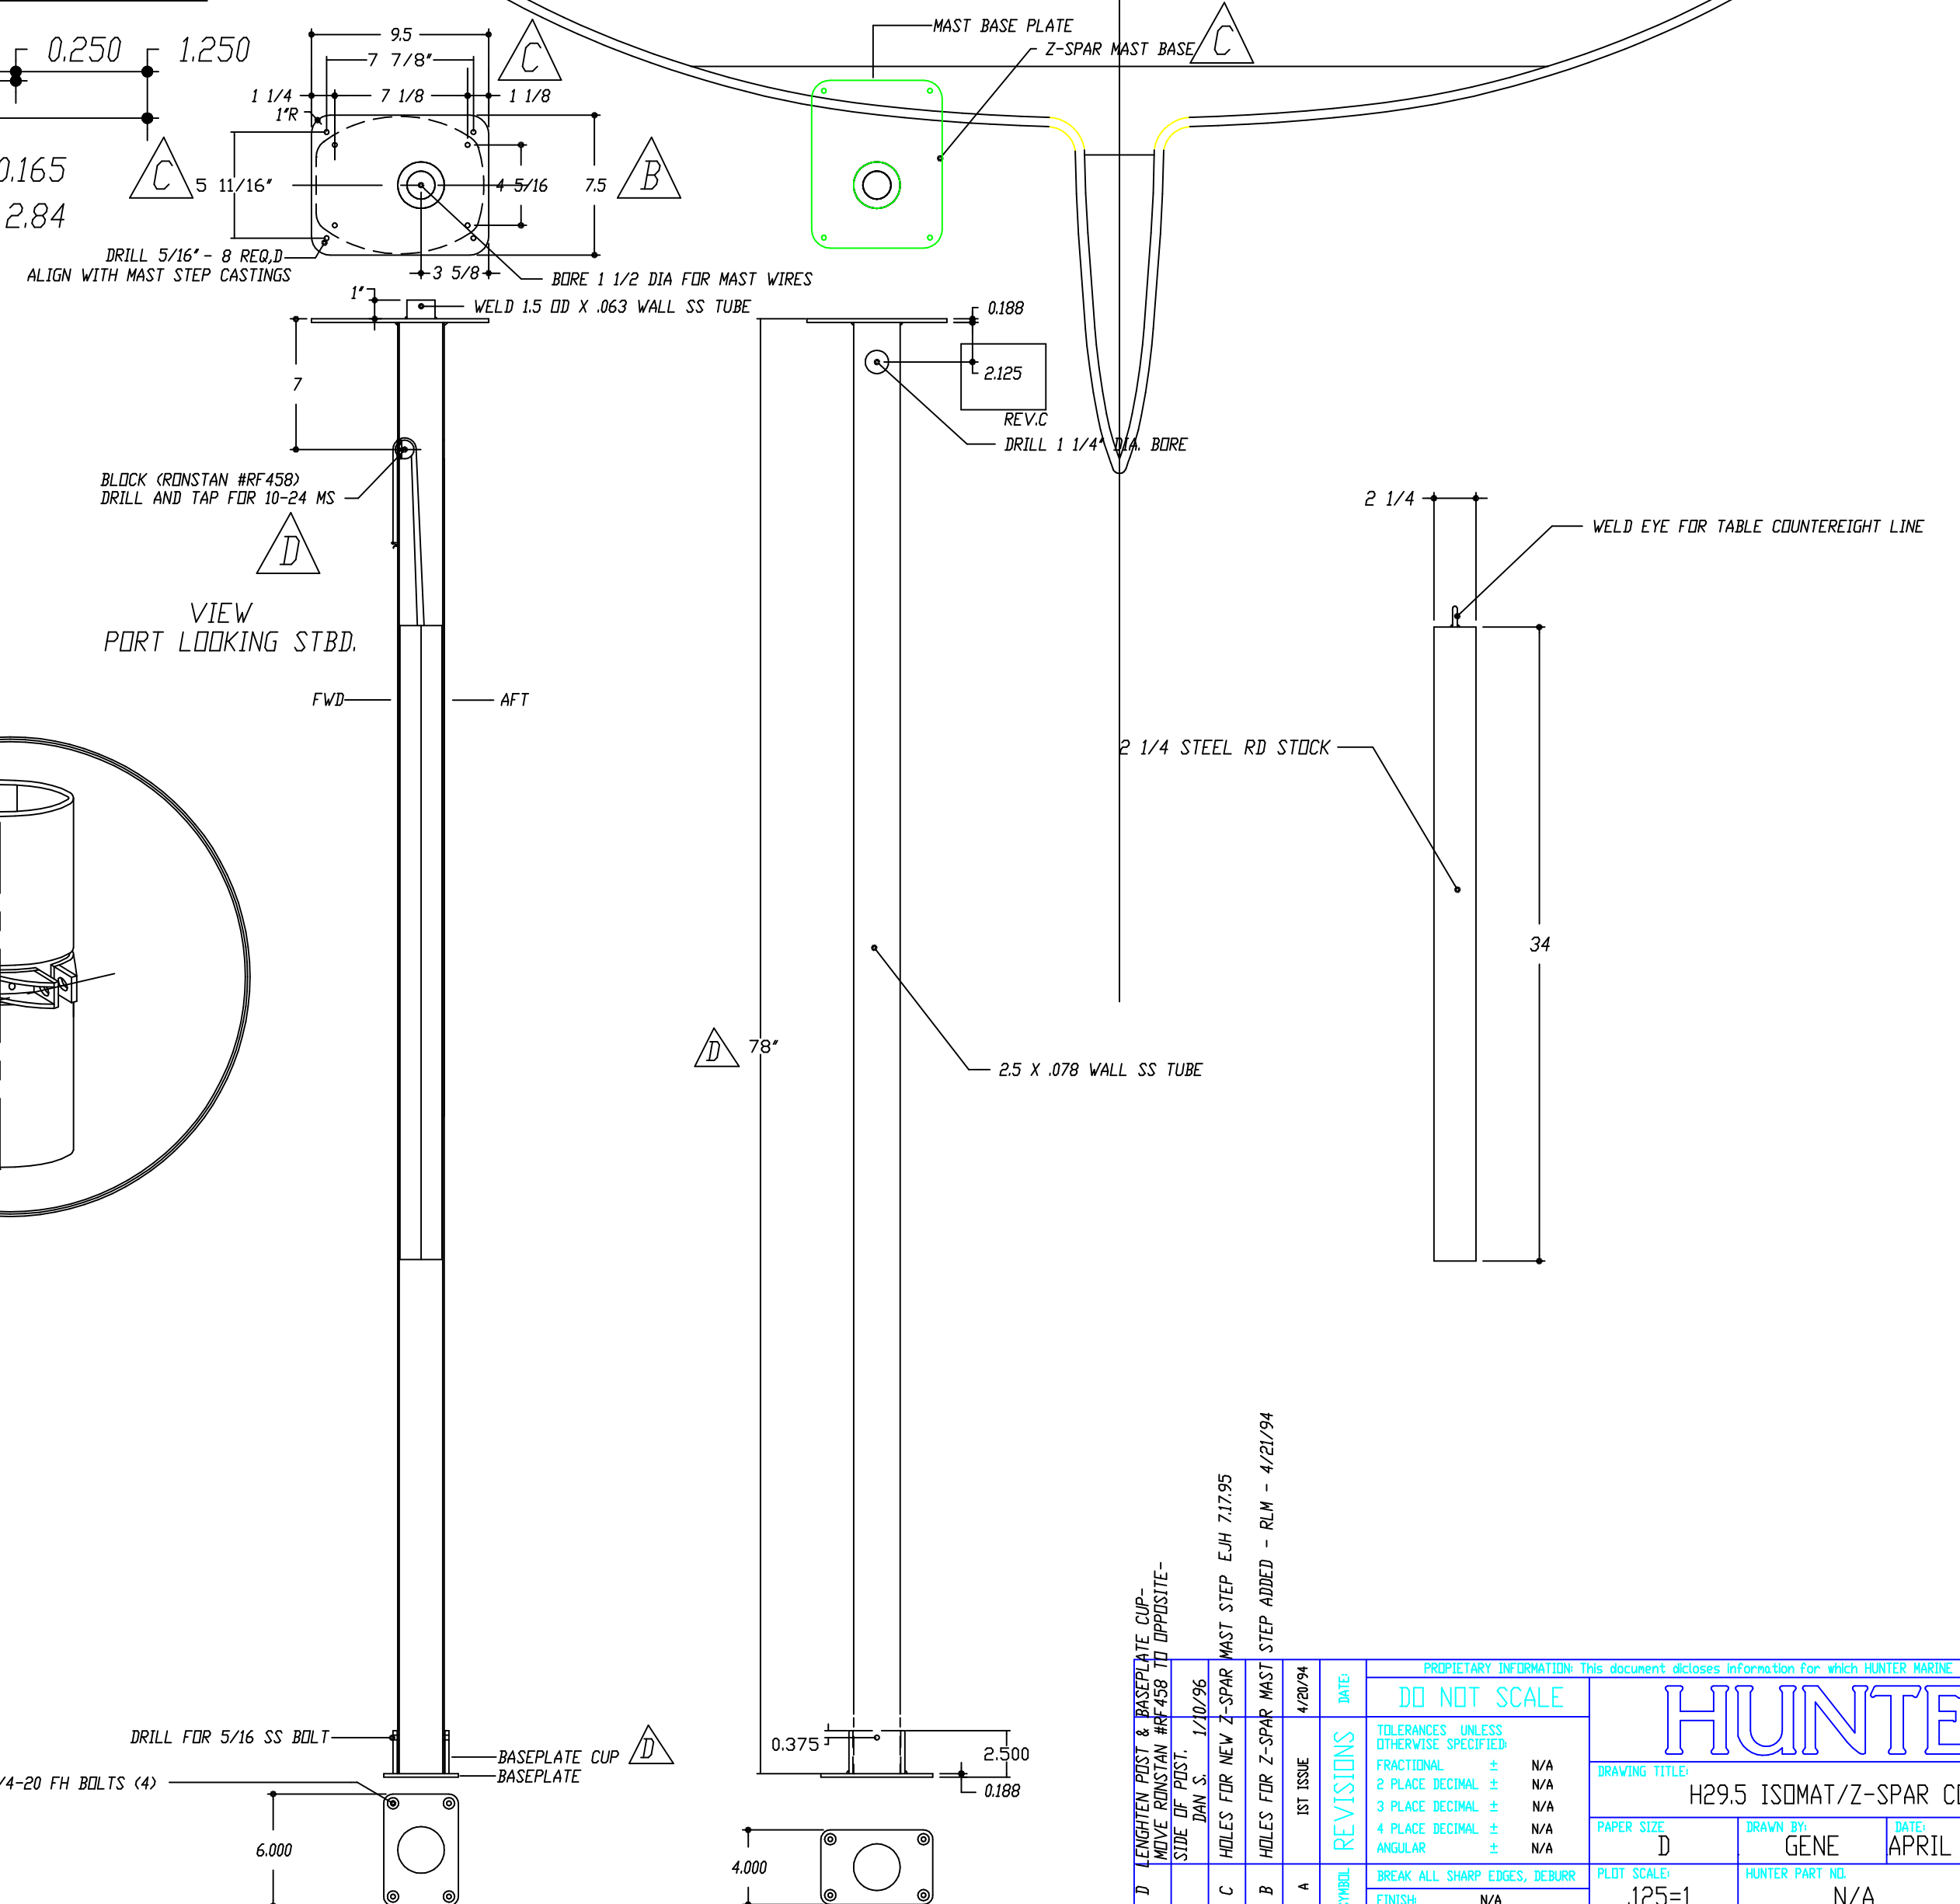 0.250
1.250
0.165
2.84
9.5
7 7/8"
C
1 1/4
7 1/8
1 1/8
1"R
C
5 11/16"
4 5/16
7.5
B
DRILL 5/16" - 8 REQ,D
ALIGN WITH MAST STEP CASTINGS
3 5/8
BORE 1 1/2 DIA FOR MAST WIRES
1"
WELD 1.5 OD X .063 WALL SS TUBE
MAST BASE PLATE
Z-SPAR MAST BASE
C
0.188
2.125
REV.C
DRILL 1 1/4" DIA. BORE
7
BLOCK (RONSTAN #RF458)
DRILL AND TAP FOR 10-24 MS
D
VIEW
PORT LOOKING STBD.
FWD
AFT
2 1/4
WELD EYE FOR TABLE COUNTEREIGHT LINE
2 1/4 STEEL RD STOCK
34
D
78"
2.5 X .078 WALL SS TUBE
DRILL FOR 5/16 SS BOLT
BASEPLATE CUP
D
BASEPLATE
/4-20 FH BOLTS (4)
6.000
0.375
2.500
0.188
4.000
D LENGHTEN POST & BASEPLATE CUP-
MOVE RONSTAN #RF458 TO OPPOSITE-
SIDE OF POST.
DAN S. 1/10/96
C HOLES FOR NEW Z-SPAR MAST STEP EJH 7.17.95
B HOLES FOR Z-SPAR MAST STEP ADDED - RLM - 4/21/94
A IST ISSUE 4/20/94
SYMBOL REVISIONS DATE:
PROPIETARY INFORMATION: This document dicloses information for which HUNTER MARINE
DO NOT SCALE
TOLERANCES UNLESS
OTHERWISE SPECIFIED:
FRACTIONAL ± N/A
2 PLACE DECIMAL ± N/A
3 PLACE DECIMAL ± N/A
4 PLACE DECIMAL ± N/A
ANGULAR ± N/A
BREAK ALL SHARP EDGES, DEBURR
FINISH: N/A
HUNTE
DRAWING TITLE:
H29.5 ISOMAT/Z-SPAR CO
PAPER SIZE
D
DRAWN BY:
GENE
DATE:
APRIL
PLOT SCALE:
.125=1
HUNTER PART NO.
N/A